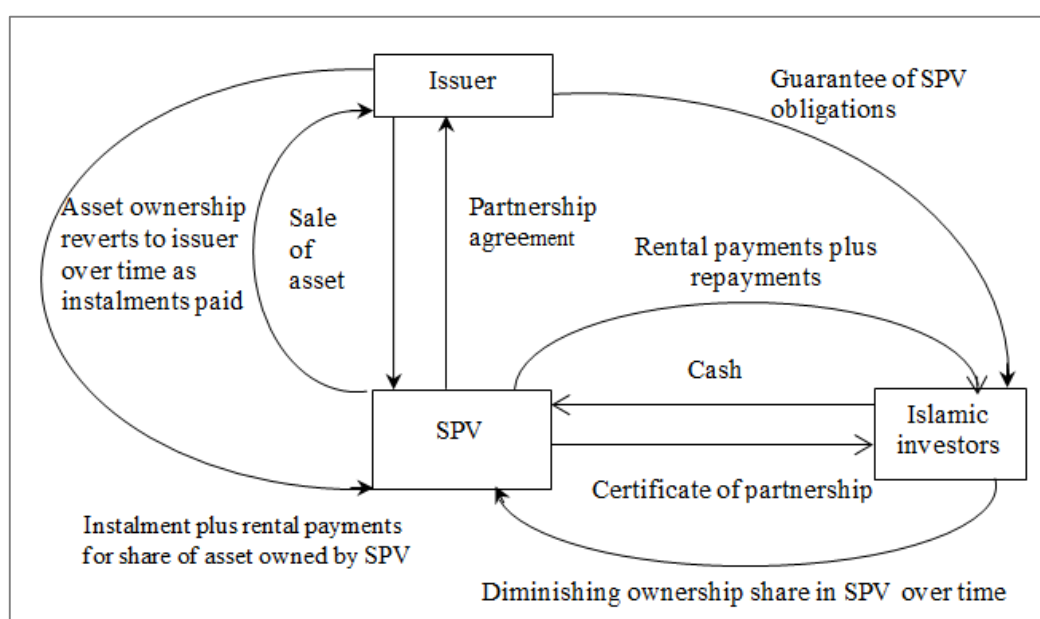 Issuer
Guarantee of SPV
obligations
Asset ownership
reverts to issuer
over time as
instalments paid
Sale
of
asset
Partnership
agreement
Rental payments plus
repayments
Cash
SPV
Islamic
investors
Certificate of partnership
Instalment plus rental payments
for share of asset owned by SPV
Diminishing ownership share in SPV over time